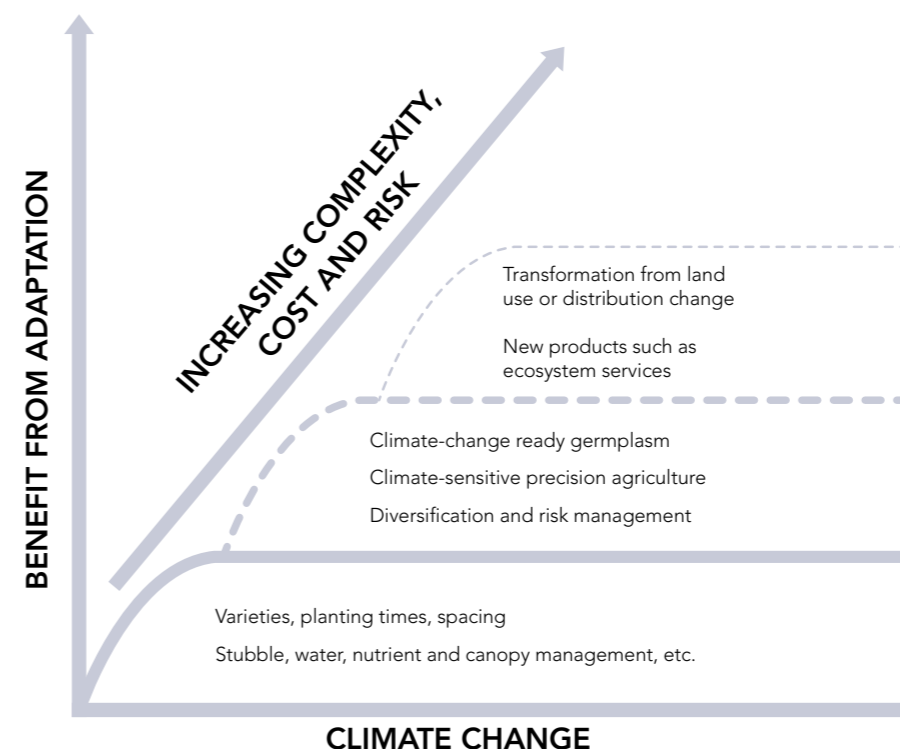 BENEFIT FROM ADAPTATION
INCREASING COMPLEXITY,
COST AND RISK
Transformation from land
use or distribution change
New products such as
ecosystem services
Climate-change ready germplasm
Climate-sensitive precision agriculture
Diversification and risk management
Varieties, planting times, spacing
Stubble, water, nutrient and canopy management, etc.
CLIMATE CHANGE